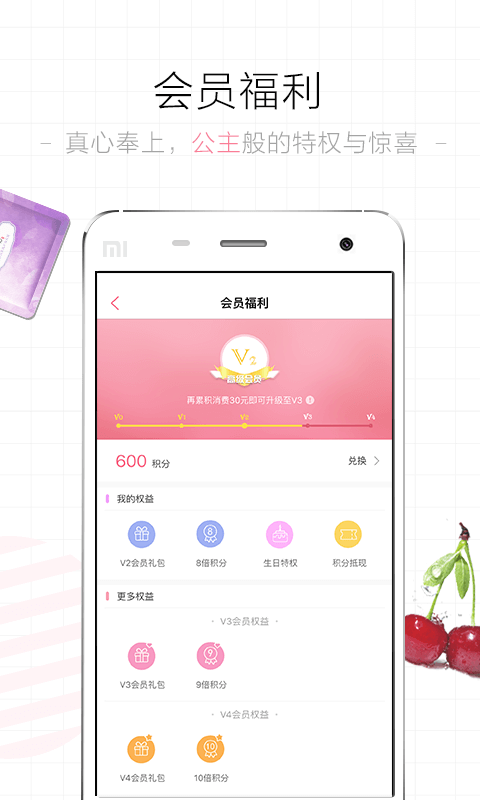 会员福利
- 真心奉上，公主般的特权与惊喜 -
mi
会员福利
V2
高级会员
再累积消费30元即可升级至V3
V0 V1 V2 V3 V4
600 积分 兑换
我的权益
8
V2会员礼包 8倍积分 生日特权 积分抵现
更多权益
· V3会员权益 ·
9
V3会员礼包 9倍积分
· V4会员权益 ·
10
V4会员礼包 10倍积分